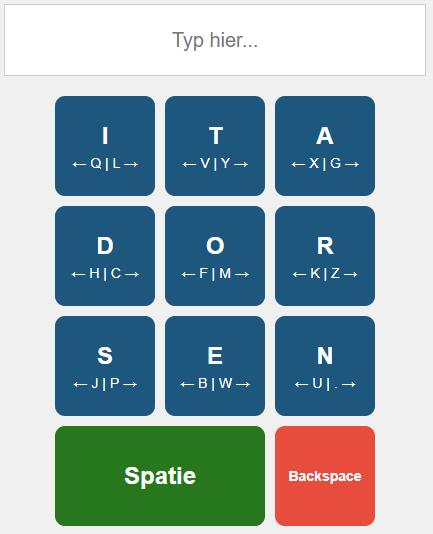 Typ hier...
I T A
←Q|L→ ←V|Y→ ←X|G→
D O R
←H|C→ ←F|M→ ←K|Z→
S E N
←J|P→ ←B|W→ ←U|.→
Spatie Backspace